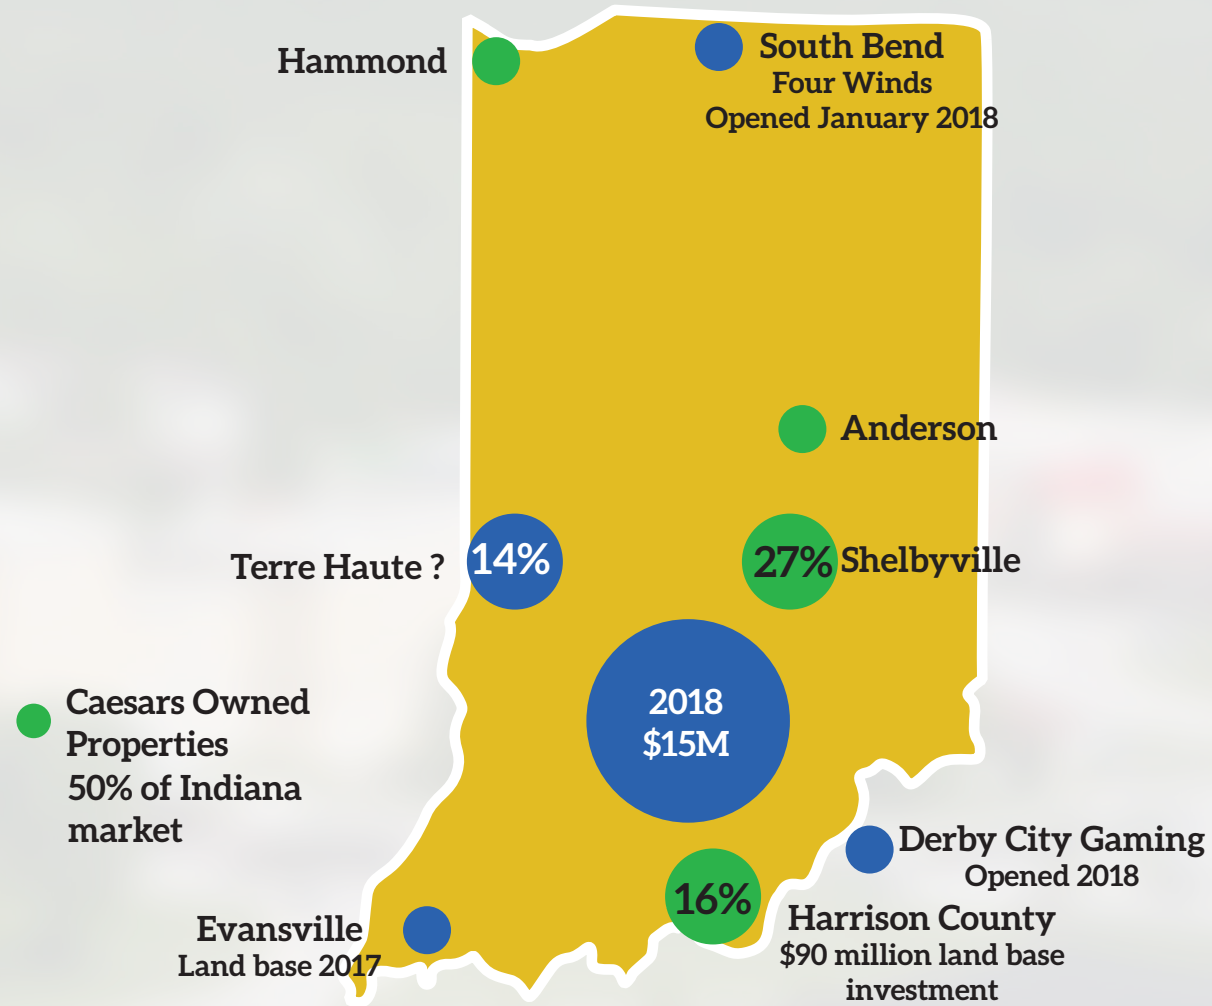 Hammond
South Bend
Four Winds
Opened January 2018
Anderson
Terre Haute ?
14%
27%
Shelbyville
2018
$15M
Caesars Owned
Properties
50% of Indiana
market
Derby City Gaming
Opened 2018
16%
Harrison County
$90 million land base
investment
Evansville
Land base 2017